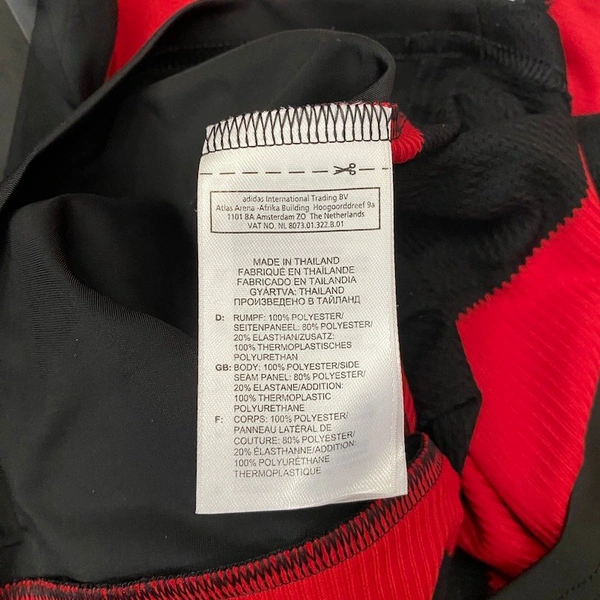 adidas International Trading BV
Atlas Arena -Afrika Building Hoogoorddreef 9a
1101 BA Amsterdam ZO The Netherlands
VAT NO. NL 8073.01.322.B.01
MADE IN THAILAND
FABRIQUÉ EN THAÏLANDE
FABRICADO EN TAILANDIA
GYÁRTVA: THAILAND
ПРОИЗВЕДЕНО В ТАЙЛАНД
D: RUMPF: 100% POLYESTER/
SEITENPANEEL: 80% POLYESTER/
20% ELASTHAN/ZUSATZ:
100% THERMOPLASTISCHES
POLYURETHAN
GB: BODY: 100% POLYESTER/SIDE
SEAM PANEL: 80% POLYESTER/
20% ELASTANE/ADDITION:
100% THERMOPLASTIC
POLYURETHANE
F: CORPS: 100% POLYESTER/
PANNEAU LATÉRAL DE
COUTURE: 80% POLYESTER/
20% ÉLASTHANNE/ADDITION:
100% POLYURÉTHANE
THERMOPLASTIQUE